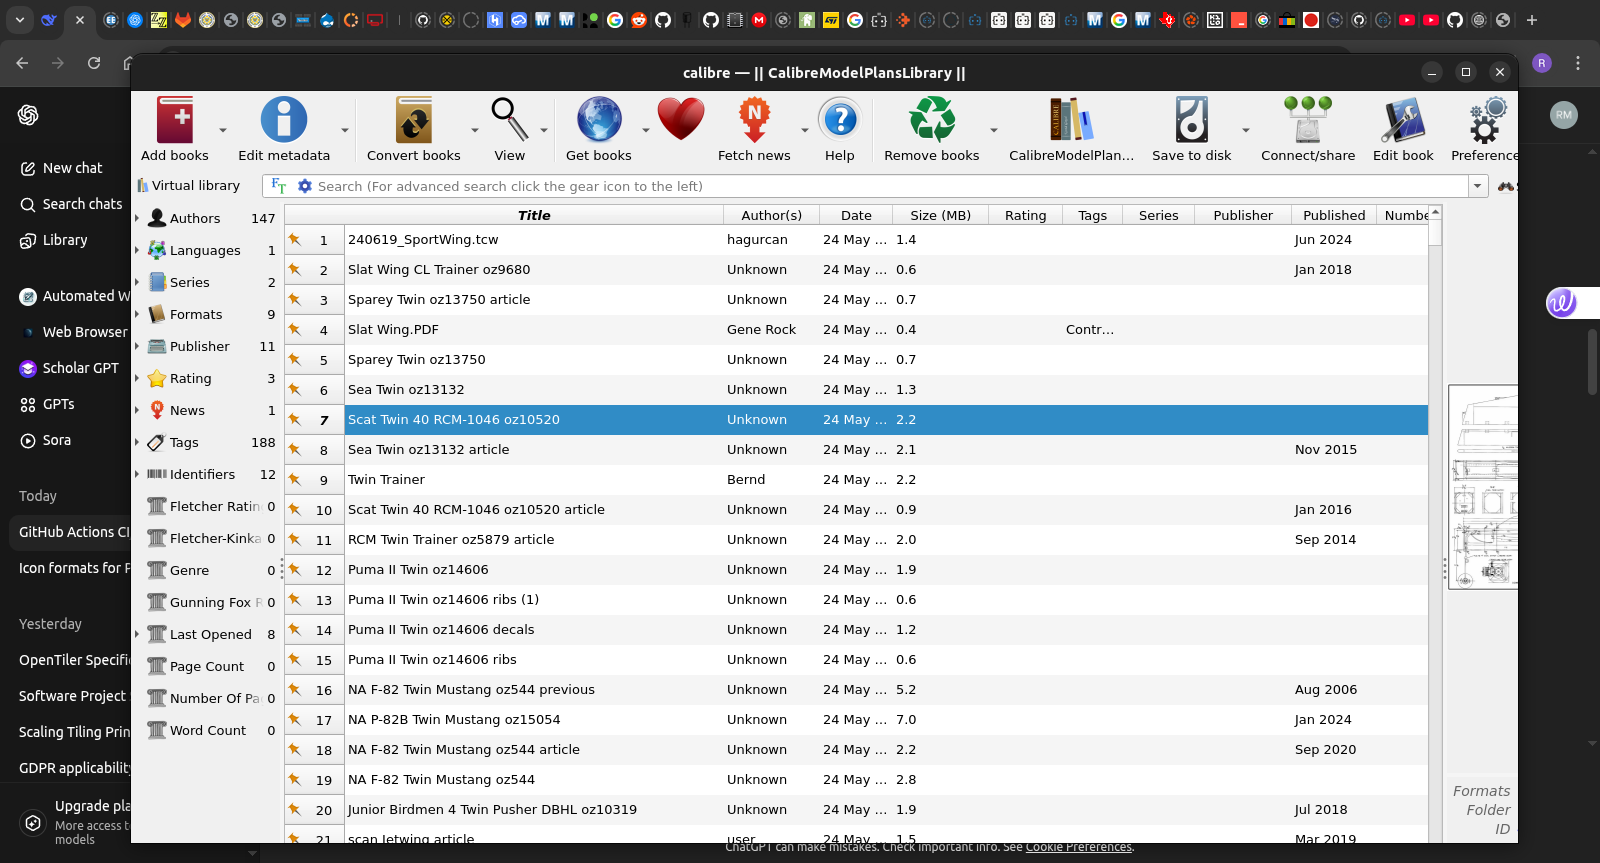 calibre — || CalibreModelPlansLibrary ||
R
RM
Add books
Edit metadata
Convert books
View
Get books
Fetch news
Help
Remove books
CalibreModelPlan...
Save to disk
Connect/share
Edit book
Preference
Virtual library
Search (For advanced search click the gear icon to the left)
New chat
Search chats
Library
Automated W
Web Browser
Scholar GPT
GPTs
Sora
Today
GitHub Actions CI
Icon formats for P
Yesterday
OpenTiler Specifi
Software Project
Scaling Tiling Prin
GDPR applicability
Upgrade pla
More access t
models
Authors 147
Languages 1
Series 2
Formats 9
Publisher 11
Rating 3
News 1
Tags 188
Identifiers 12
Fletcher Ratin 0
Fletcher-Kinka 0
Genre 0
Gunning Fox R 0
Last Opened 8
Page Count 0
Number Of Pa 0
Word Count 0
Title Author(s) Date Size (MB) Rating Tags Series Publisher Published Numbe
1 240619_SportWing.tcw hagurcan 24 May ... 1.4 Jun 2024
2 Slat Wing CL Trainer oz9680 Unknown 24 May ... 0.6 Jan 2018
3 Sparey Twin oz13750 article Unknown 24 May ... 0.7
4 Slat Wing.PDF Gene Rock 24 May ... 0.4 Contr...
5 Sparey Twin oz13750 Unknown 24 May ... 0.7
6 Sea Twin oz13132 Unknown 24 May ... 1.3
7 Scat Twin 40 RCM-1046 oz10520 Unknown 24 May ... 2.2
8 Sea Twin oz13132 article Unknown 24 May ... 2.1 Nov 2015
9 Twin Trainer Bernd 24 May ... 2.2
10 Scat Twin 40 RCM-1046 oz10520 article Unknown 24 May ... 0.9 Jan 2016
11 RCM Twin Trainer oz5879 article Unknown 24 May ... 2.0 Sep 2014
12 Puma II Twin oz14606 Unknown 24 May ... 1.9
13 Puma II Twin oz14606 ribs (1) Unknown 24 May ... 0.6
14 Puma II Twin oz14606 decals Unknown 24 May ... 1.2
15 Puma II Twin oz14606 ribs Unknown 24 May ... 0.6
16 NA F-82 Twin Mustang oz544 previous Unknown 24 May ... 5.2 Aug 2006
17 NA P-82B Twin Mustang oz15054 Unknown 24 May ... 7.0 Jan 2024
18 NA F-82 Twin Mustang oz544 article Unknown 24 May ... 2.2 Sep 2020
19 NA F-82 Twin Mustang oz544 Unknown 24 May ... 2.8
20 Junior Birdmen 4 Twin Pusher DBHL oz10319 Unknown 24 May ... 1.9 Jul 2018
21 scan Jetwing article user 24 May ... 1.5 Mar 2019
Formats
Folder
ID
ChatGPT can make mistakes. Check important info. See Cookie Preferences.